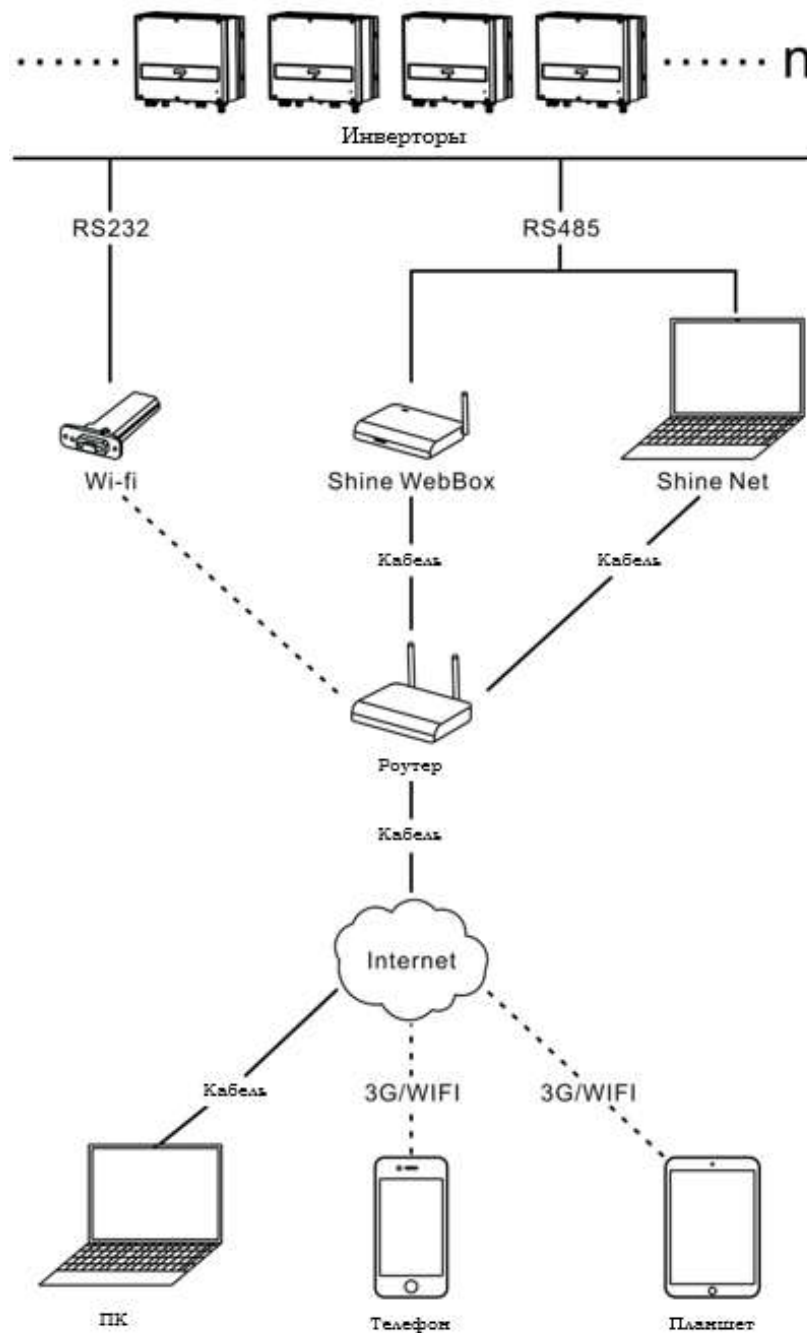 n
Инверторы
RS232
RS485
Wi-fi
Shine WebBox
Shine Net
Кабель
Кабель
Роутер
Кабель
Internet
Кабель
3G/WIFI
3G/WIFI
ПК
Телефон
Планшет